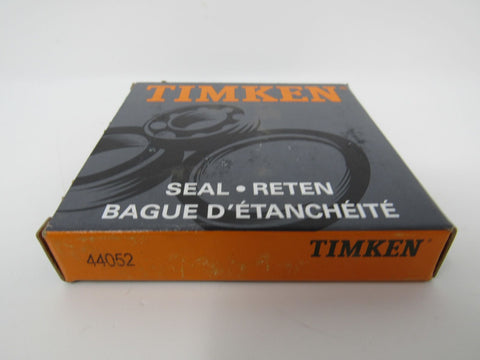 TIMKEN
SEAL • RETEN
BAGUE D'ÉTANCHÉITÉ
44052 TIMKEN